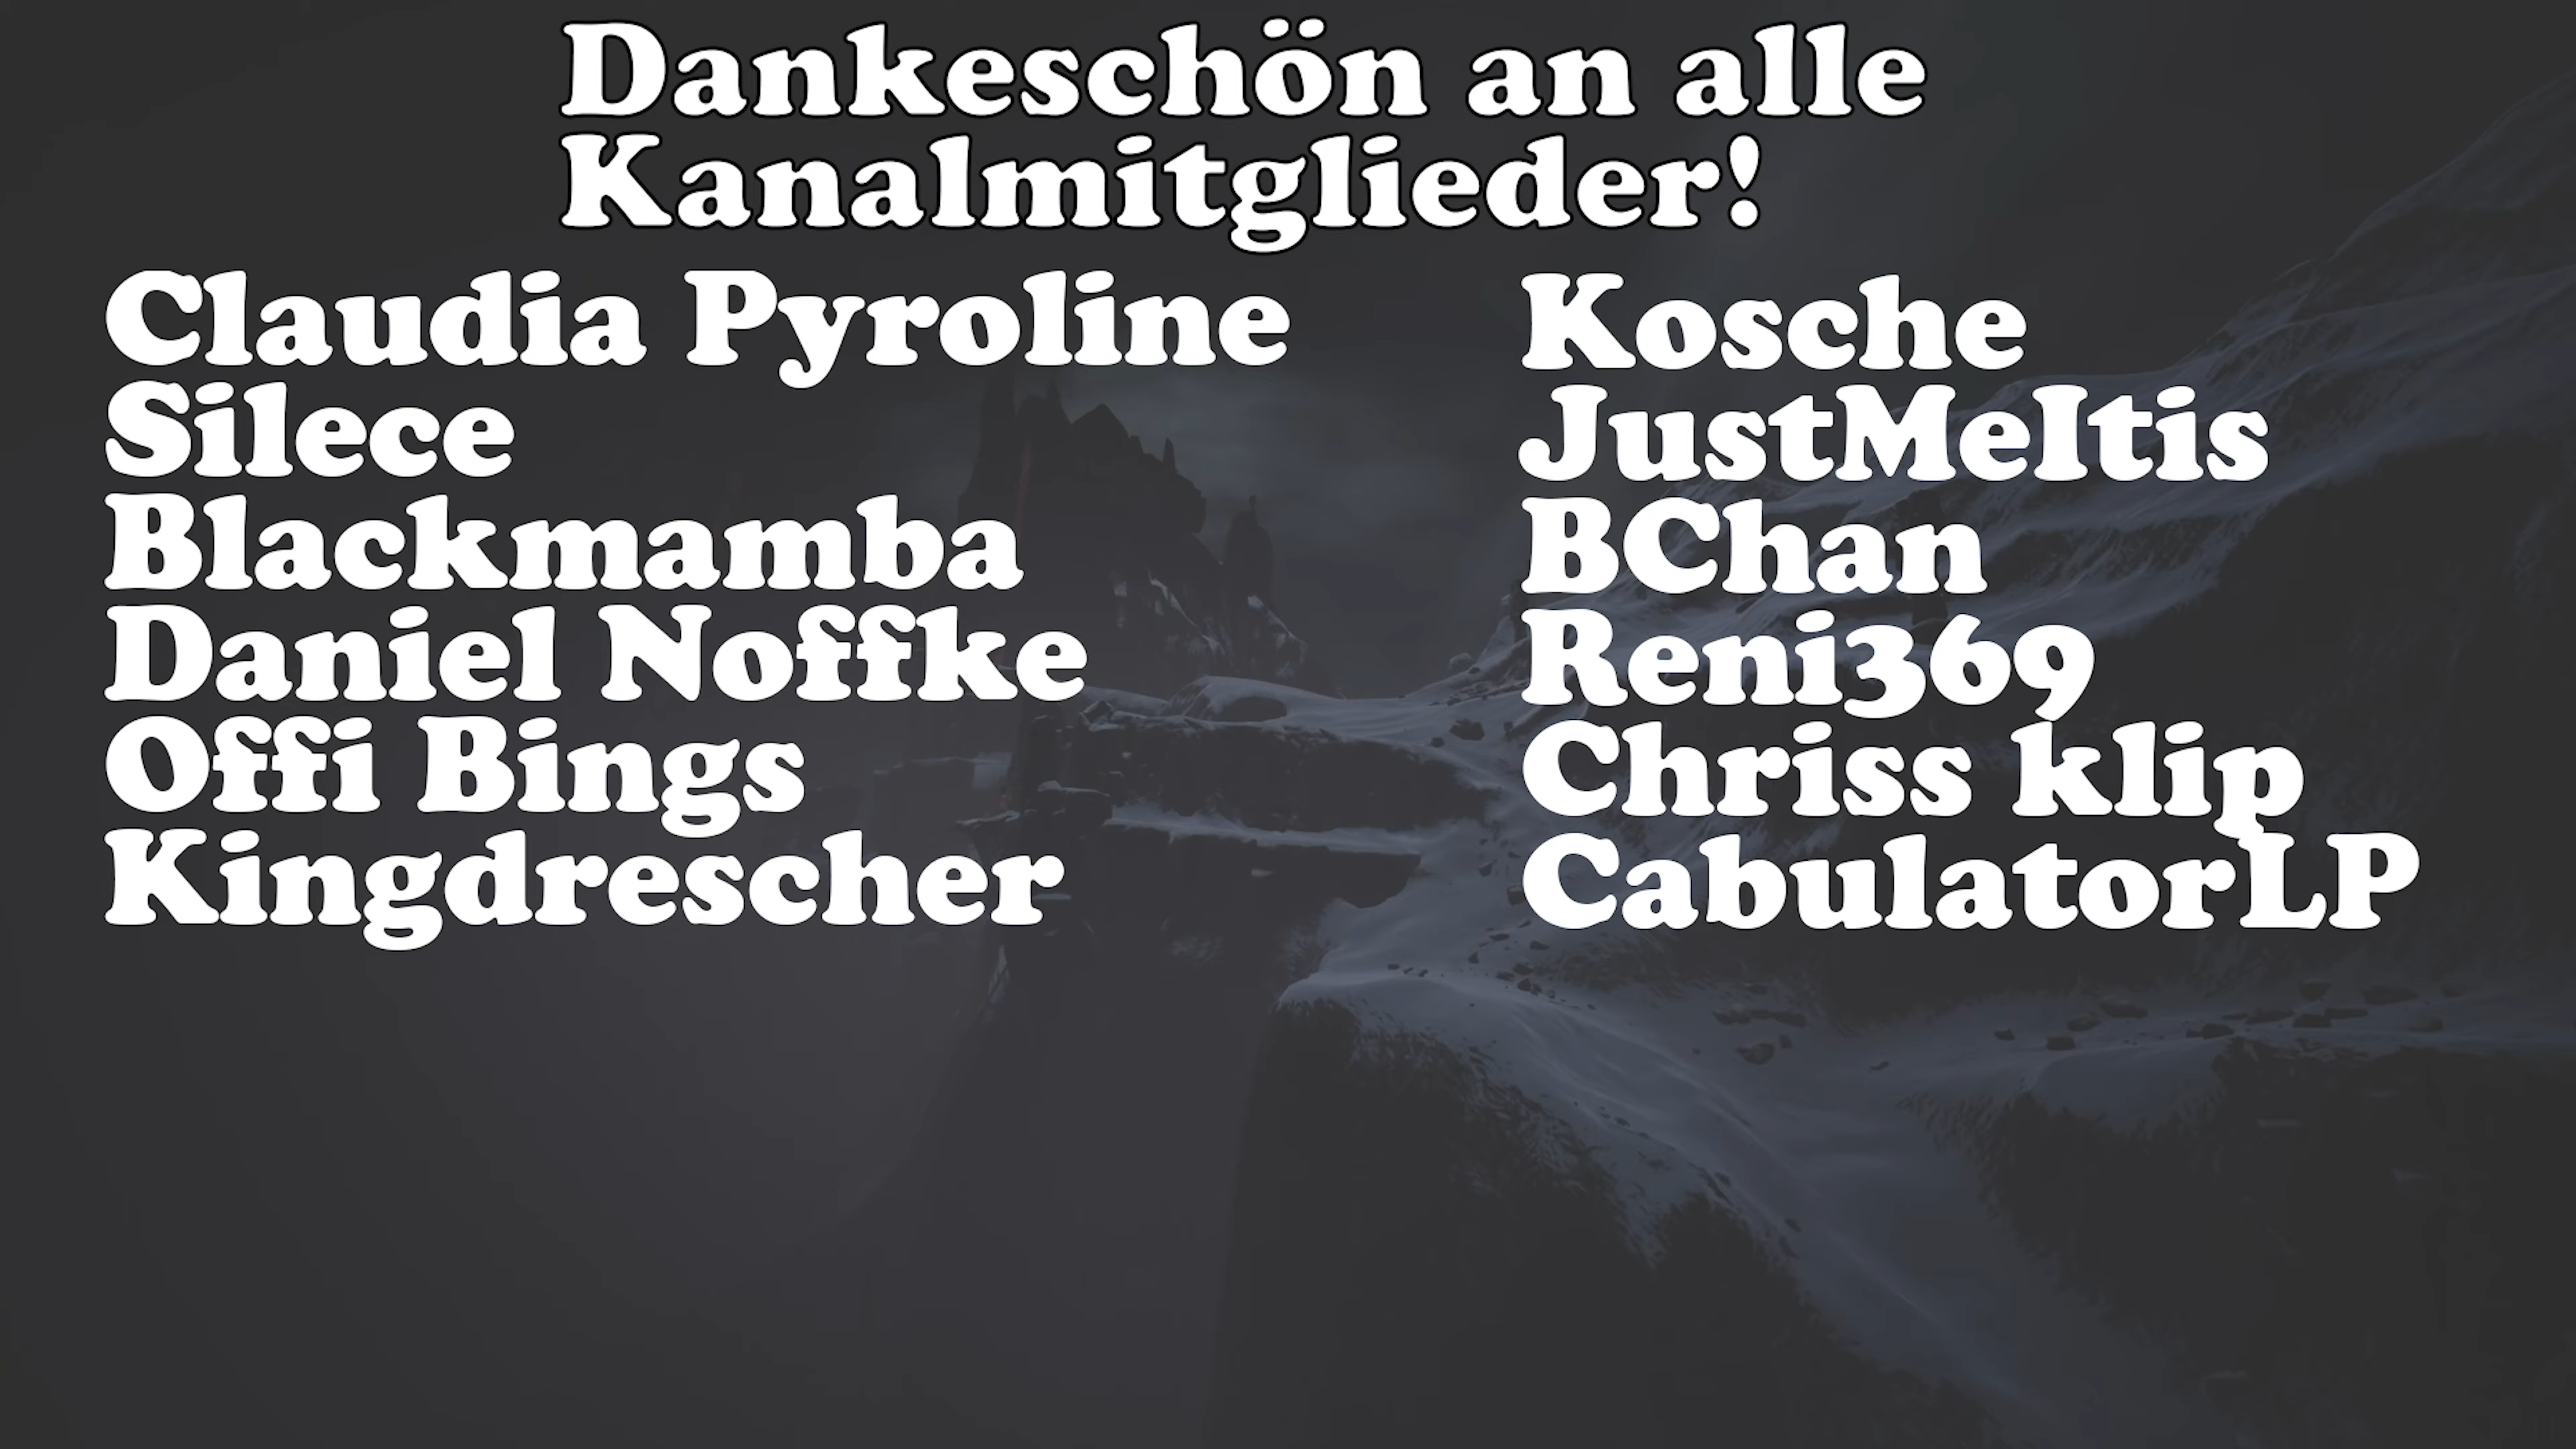 Dankeschön an alle
Kanalmitglieder!
Claudia Pyroline
Silece
Blackmamba
Daniel Noffke
Offi Bings
Kingdrescher
Kosche
JustMeItis
BChan
Reni369
Chriss klip
CabulatorLP